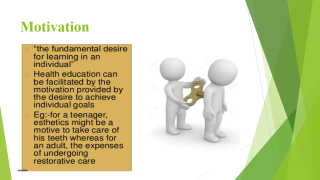 Motivation
"the fundamental desire
for learning in an
individual"
Health education can
be facilitated by the
motivation provided by
the desire to achieve
individual goals
Eg:-for a teenager,
esthetics might be a
motive to take care of
his teeth whereas for
an adult, the expenses
of undergoing
restorative care